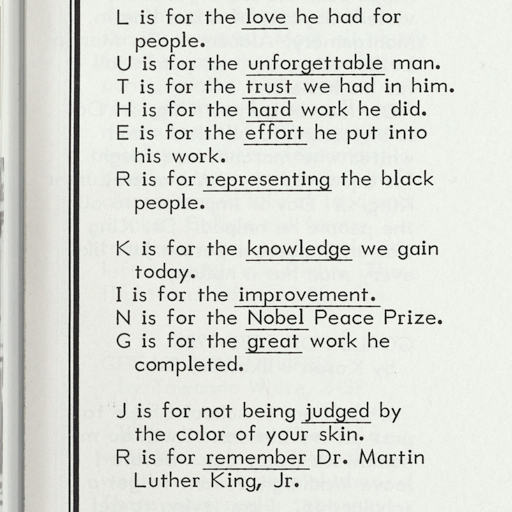 L is for the love he had for
people.
U is for the unforgettable man.
T is for the trust we had in him.
H is for the hard work he did.
E is for the effort he put into
his work.
R is for representing the black
people.
K is for the knowledge we gain
today.
I is for the improvement.
N is for the Nobel Peace Prize.
G is for the great work he
completed.
J is for not being judged by
the color of your skin.
R is for remember Dr. Martin
Luther King, Jr.